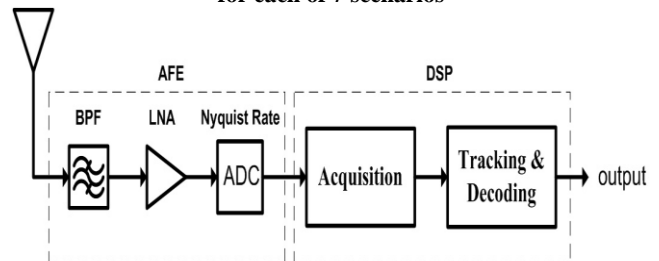 for each of 7 scenarios
AFE
DSP
BPF
LNA
Nyquist Rate
ADC
Acquisition
Tracking &
Decoding
output